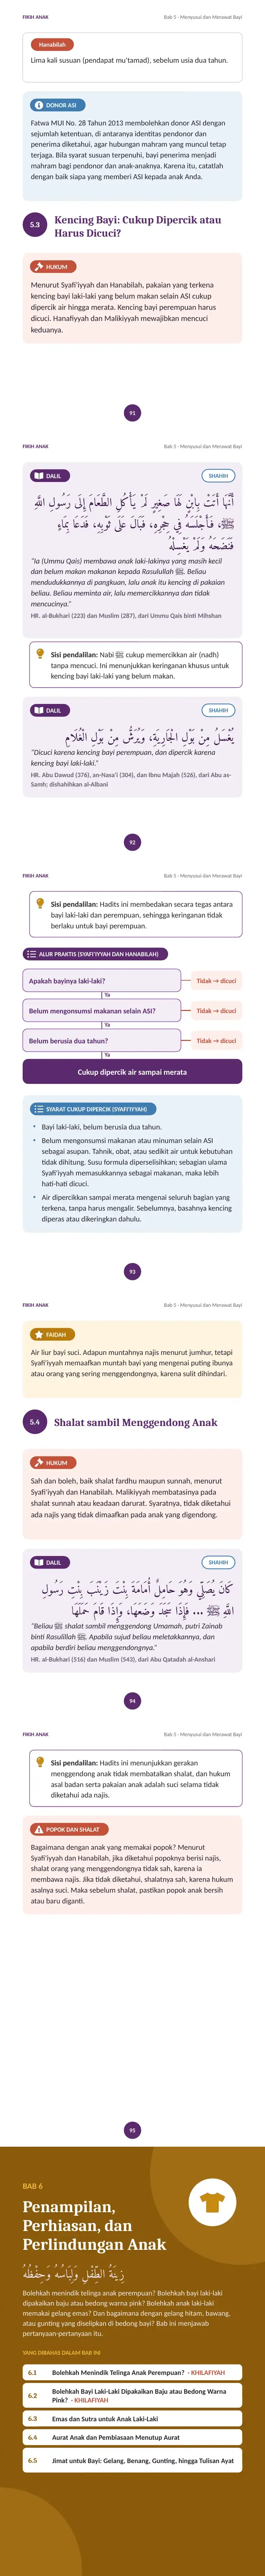 FIKIH ANAK
Bab 5 - Menyusui dan Merawat Bayi
Hanabilah
Lima kali susuan (pendapat mu'tamad), sebelum usia dua tahun.
DONOR ASI
Fatwa MUI No. 28 Tahun 2013 membolehkan donor ASI dengan
sejumlah ketentuan, di antaranya identitas pendonor dan
penerima diketahui, agar hubungan mahram yang muncul tetap
terjaga. Bila syarat susuan terpenuhi, bayi penerima menjadi
mahram bagi pendonor dan anak-anaknya. Karena itu, catatlah
dengan baik siapa yang memberi ASI kepada anak Anda.
5.3
Kencing Bayi: Cukup Dipercik atau
Harus Dicuci?
HUKUM
Menurut Syafi'iyyah dan Hanabilah, pakaian yang terkena
kencing bayi laki-laki yang belum makan selain ASI cukup
dipercik air hingga merata. Kencing bayi perempuan harus
dicuci. Hanafiyyah dan Malikiyyah mewajibkan mencuci
keduanya.
91
FIKIH ANAK
Bab 5 - Menyusui dan Merawat Bayi
DALIL
SHAHIH
أَنَّهَا أَتَتْ بِابْنٍ لَهَا صَغِيرٍ لَمْ يَأْكُلِ الطَّعَامَ إِلَى رَسُولِ اللَّهِ
ﷺ، فَأَجْلَسَهُ فِي حِجْرِهِ، فَبَالَ عَلَى ثَوْبِهِ، فَدَعَا بِمَاءٍ
فَنَضَحَهُ وَلَمْ يَغْسِلْهُ
"Ia (Ummu Qais) membawa anak laki-lakinya yang masih kecil
dan belum makan makanan kepada Rasulullah ﷺ. Beliau
mendudukkannya di pangkuan, lalu anak itu kencing di pakaian
beliau. Beliau meminta air, lalu memercikkannya dan tidak
mencucinya."
HR. al-Bukhari (223) dan Muslim (287), dari Ummu Qais binti Mihshan
Sisi pendalilan: Nabi ﷺ cukup memercikkan air (nadh)
tanpa mencuci. Ini menunjukkan keringanan khusus untuk
kencing bayi laki-laki yang belum makan.
DALIL
SHAHIH
يُغْسَلُ مِنْ بَوْلِ الْجَارِيَةِ، وَيُرَشُّ مِنْ بَوْلِ الْغُلَامِ
"Dicuci karena kencing bayi perempuan, dan dipercik karena
kencing bayi laki-laki."
HR. Abu Dawud (376), an-Nasa'i (304), dan Ibnu Majah (526), dari Abu as-
Samh; dishahihkan al-Albani
92
FIKIH ANAK
Bab 5 - Menyusui dan Merawat Bayi
Sisi pendalilan: Hadits ini membedakan secara tegas antara
bayi laki-laki dan perempuan, sehingga keringanan tidak
berlaku untuk bayi perempuan.
ALUR PRAKTIS (SYAFI'IYYAH DAN HANABILAH)
Apakah bayinya laki-laki?
Tidak → dicuci
Ya
Belum mengonsumsi makanan selain ASI?
Tidak → dicuci
Ya
Belum berusia dua tahun?
Tidak → dicuci
Ya
Cukup dipercik air sampai merata
SYARAT CUKUP DIPERCIK (SYAFI'IYYAH)
• Bayi laki-laki, belum berusia dua tahun.
• Belum mengonsumsi makanan atau minuman selain ASI
sebagai asupan. Tahnik, obat, atau sedikit air untuk kebutuhan
tidak dihitung. Susu formula diperselisihkan; sebagian ulama
Syafi'iyyah memasukkannya sebagai makanan, maka lebih
hati-hati dicuci.
• Air dipercikkan sampai merata mengenai seluruh bagian yang
terkena, tanpa harus mengalir. Sebelumnya, basahnya kencing
diperas atau dikeringkan dahulu.
93
FIKIH ANAK
Bab 5 - Menyusui dan Merawat Bayi
FAIDAH
Air liur bayi suci. Adapun muntahnya najis menurut jumhur, tetapi
Syafi'iyyah memaafkan muntah bayi yang mengenai puting ibunya
atau orang yang sering menggendongnya, karena sulit dihindari.
5.4
Shalat sambil Menggendong Anak
HUKUM
Sah dan boleh, baik shalat fardhu maupun sunnah, menurut
Syafi'iyyah dan Hanabilah. Malikiyyah membatasinya pada
shalat sunnah atau keadaan darurat. Syaratnya, tidak diketahui
ada najis yang tidak dimaafkan pada anak yang digendong.
DALIL
SHAHIH
كَانَ يُصَلِّي وَهُوَ حَامِلٌ أُمَامَةَ بِنْتَ زَيْنَبَ بِنْتِ رَسُولِ
اللَّهِ ﷺ ... فَإِذَا سَجَدَ وَضَعَهَا، وَإِذَا قَامَ حَمَلَهَا
"Beliau ﷺ shalat sambil menggendong Umamah, putri Zainab
binti Rasulillah ﷺ. Apabila sujud beliau meletakkannya, dan
apabila berdiri beliau menggendongnya."
HR. al-Bukhari (516) dan Muslim (543), dari Abu Qatadah al-Anshari
94
FIKIH ANAK
Bab 5 - Menyusui dan Merawat Bayi
Sisi pendalilan: Hadits ini menunjukkan gerakan
menggendong anak tidak membatalkan shalat, dan hukum
asal badan serta pakaian anak adalah suci selama tidak
diketahui ada najis.
POPOK DAN SHALAT
Bagaimana dengan anak yang memakai popok? Menurut
Syafi'iyyah dan Hanabilah, jika diketahui popoknya berisi najis,
shalat orang yang menggendongnya tidak sah, karena ia
membawa najis. Jika tidak diketahui, shalatnya sah, karena hukum
asalnya suci. Maka sebelum shalat, pastikan popok anak bersih
atau baru diganti.
95
BAB 6
Penampilan,
Perhiasan, dan
Perlindungan Anak
زِينَةُ الطِّفْلِ وَلِبَاسُهُ وَحِفْظُهُ
Bolehkah menindik telinga anak perempuan? Bolehkah bayi laki-laki
dipakaikan baju atau bedong warna pink? Bolehkah anak laki-laki
memakai gelang emas? Dan bagaimana dengan gelang hitam, bawang,
atau gunting yang diselipkan di bedong bayi? Bab ini menjawab
pertanyaan-pertanyaan itu.
YANG DIBAHAS DALAM BAB INI
6.1 Bolehkah Menindik Telinga Anak Perempuan? · KHILAFIYAH
6.2 Bolehkah Bayi Laki-Laki Dipakaikan Baju atau Bedong Warna
Pink? · KHILAFIYAH
6.3 Emas dan Sutra untuk Anak Laki-Laki
6.4 Aurat Anak dan Pembiasaan Menutup Aurat
6.5 Jimat untuk Bayi: Gelang, Benang, Gunting, hingga Tulisan Ayat